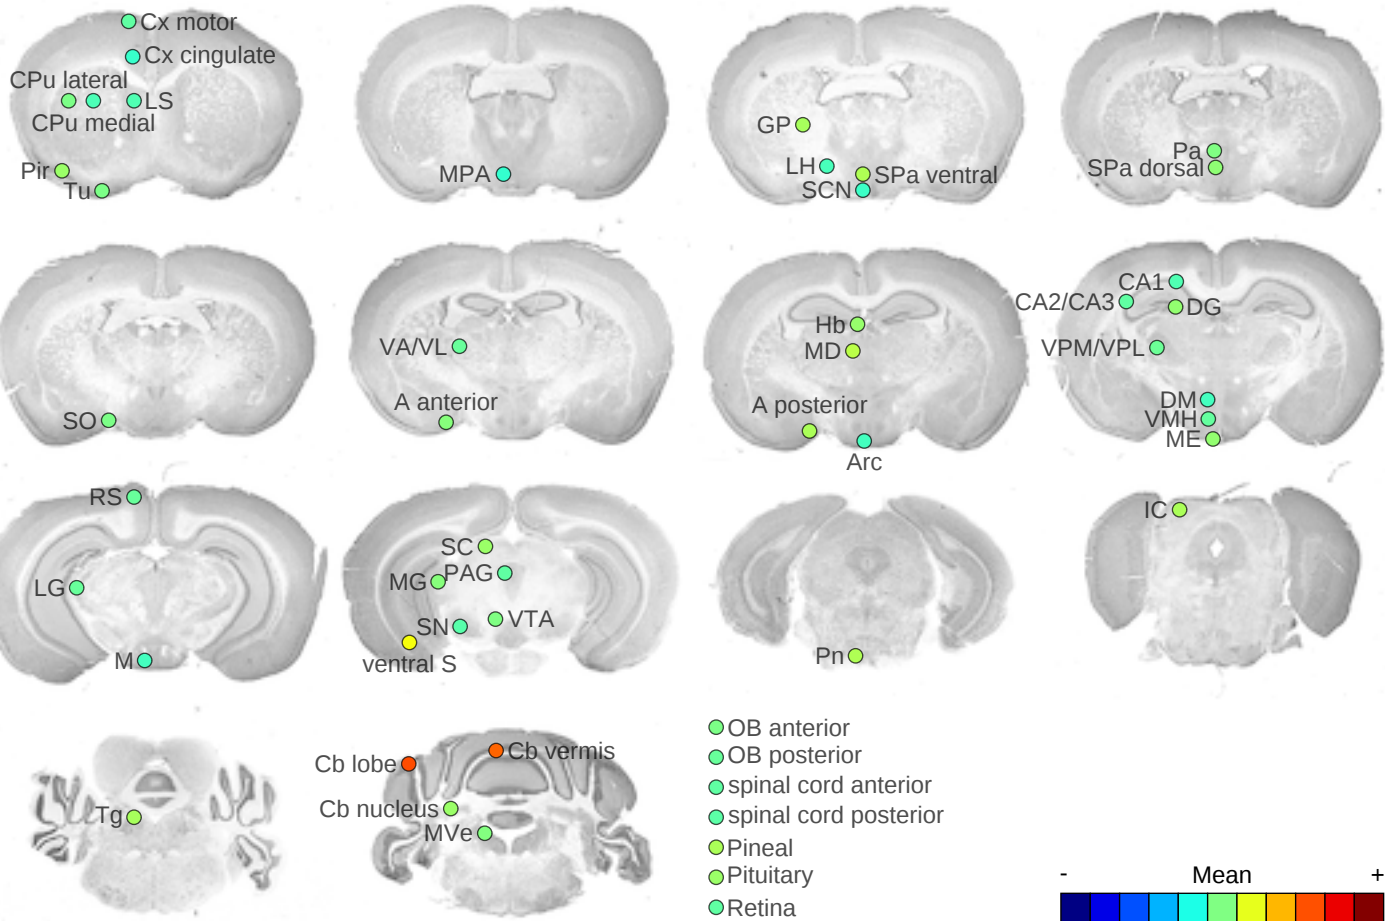 Cx motor
Cx cingulate
CPu lateral
LS
CPu medial
Pir
Tu
MPA
GP
LH
SPa ventral
SCN
Pa
SPa dorsal
SO
VA/VL
A anterior
Hb
MD
A posterior
Arc
CA1
CA2/CA3
DG
VPM/VPL
DM
VMH
ME
RS
LG
M
SC
MG
PAG
SN
VTA
ventral S
Pn
IC
Tg
Cb lobe
Cb vermis
Cb nucleus
MVe
OB anterior
OB posterior
spinal cord anterior
spinal cord posterior
Pineal
Pituitary
Retina
- Mean +